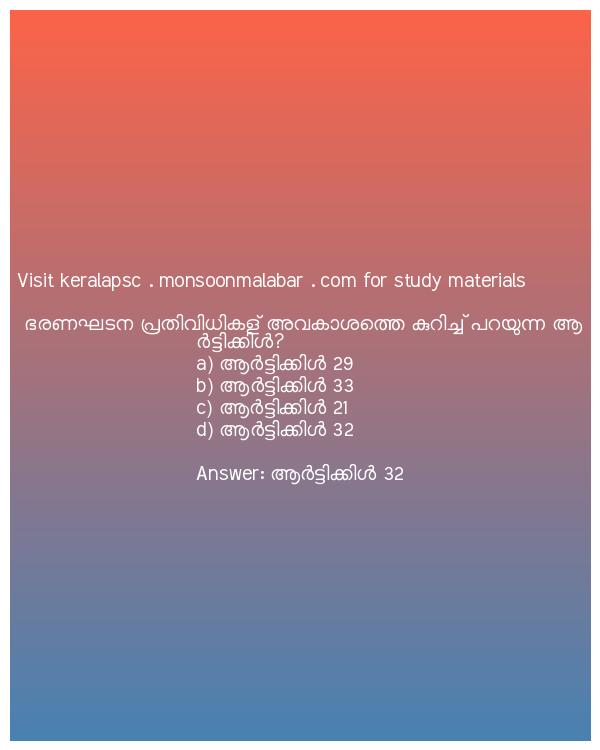 Visit keralapsc . monsoonmalabar . com for study materials
ഭരണഘടന പ്രതിവിധികള് അവകാശത്തെ കുറിച്ച് പറയുന്ന ആ
ർട്ടിക്കിൾ?
a) ആർട്ടിക്കിൾ 29
b) ആർട്ടിക്കിൾ 33
c) ആർട്ടിക്കിൾ 21
d) ആർട്ടിക്കിൾ 32
Answer: ആർട്ടിക്കിൾ 32